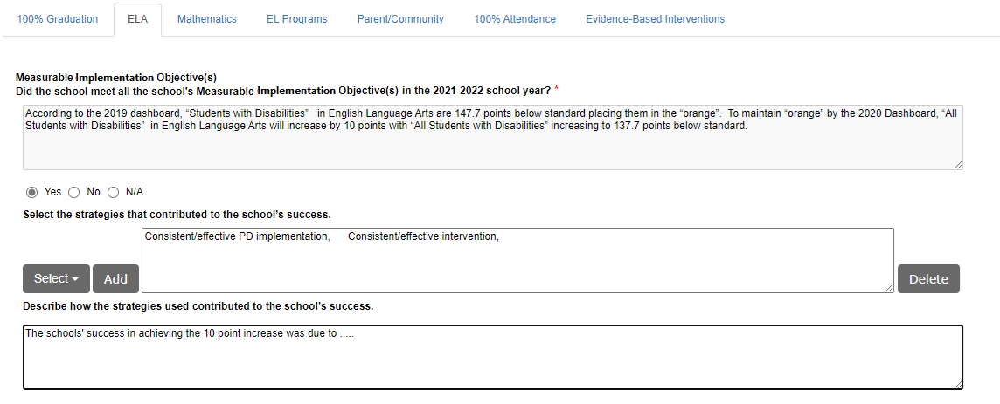 100% Graduation ELA Mathematics EL Programs Parent/Community 100% Attendance Evidence-Based Interventions
Measurable Implementation Objective(s)
Did the school meet all the school's Measurable Implementation Objective(s) in the 2021-2022 school year? *
According to the 2019 dashboard, “Students with Disabilities” in English Language Arts are 147.7 points below standard placing them in the “orange”. To maintain “orange” by the 2020 Dashboard, “All
Students with Disabilities” in English Language Arts will increase by 10 points with “All Students with Disabilities” increasing to 137.7 points below standard.
Yes No N/A
Select the strategies that contributed to the school’s success.
Consistent/effective PD implementation, Consistent/effective intervention,
Select Add Delete
Describe how the strategies used contributed to the school’s success.
The schools' success in achieving the 10 point increase was due to .....